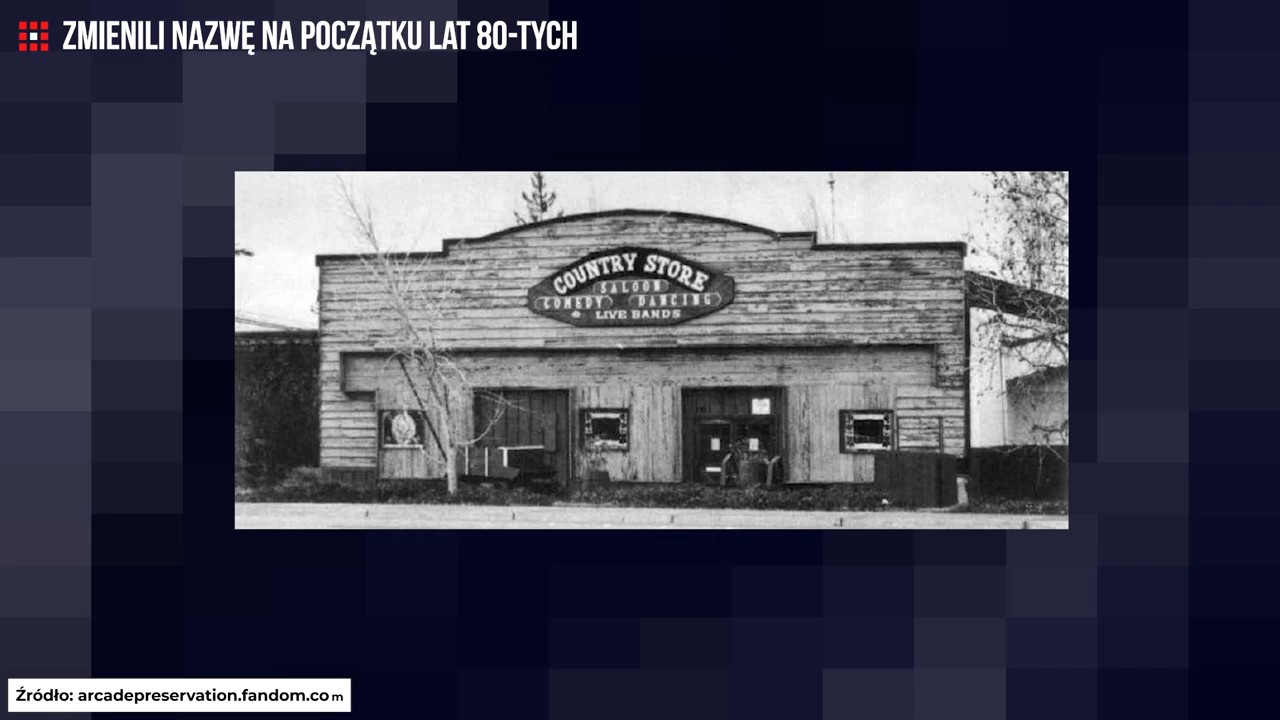 ZMIENILI NAZWĘ NA POCZĄTKU LAT 80-TYCH
COUNTRY STORE
SALOON
COMEDY DANCING
LIVE BANDS
Źródło: arcadepreservation.fandom.com